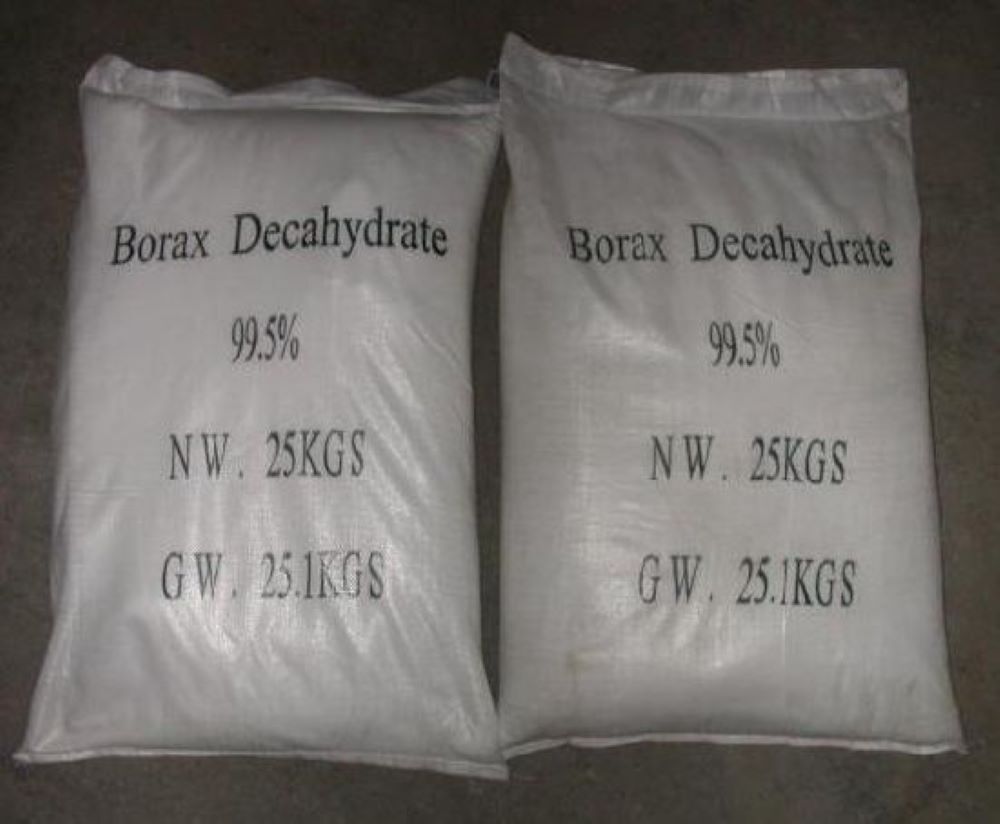 Borax Decahydrate
99.5%
NW. 25KGS
GW. 25.1KGS
Borax Decahydrate
99.5%
NW. 25KGS
GW. 25.1KGS